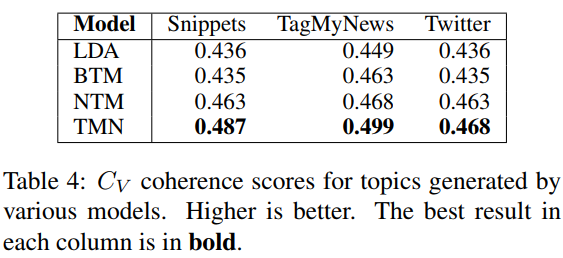 Model Snippets TagMyNews Twitter
LDA 0.436 0.449 0.436
BTM 0.435 0.463 0.435
NTM 0.463 0.468 0.463
TMN 0.487 0.499 0.468
Table 4: C_V coherence scores for topics generated by
various models. Higher is better. The best result in
each column is in bold.